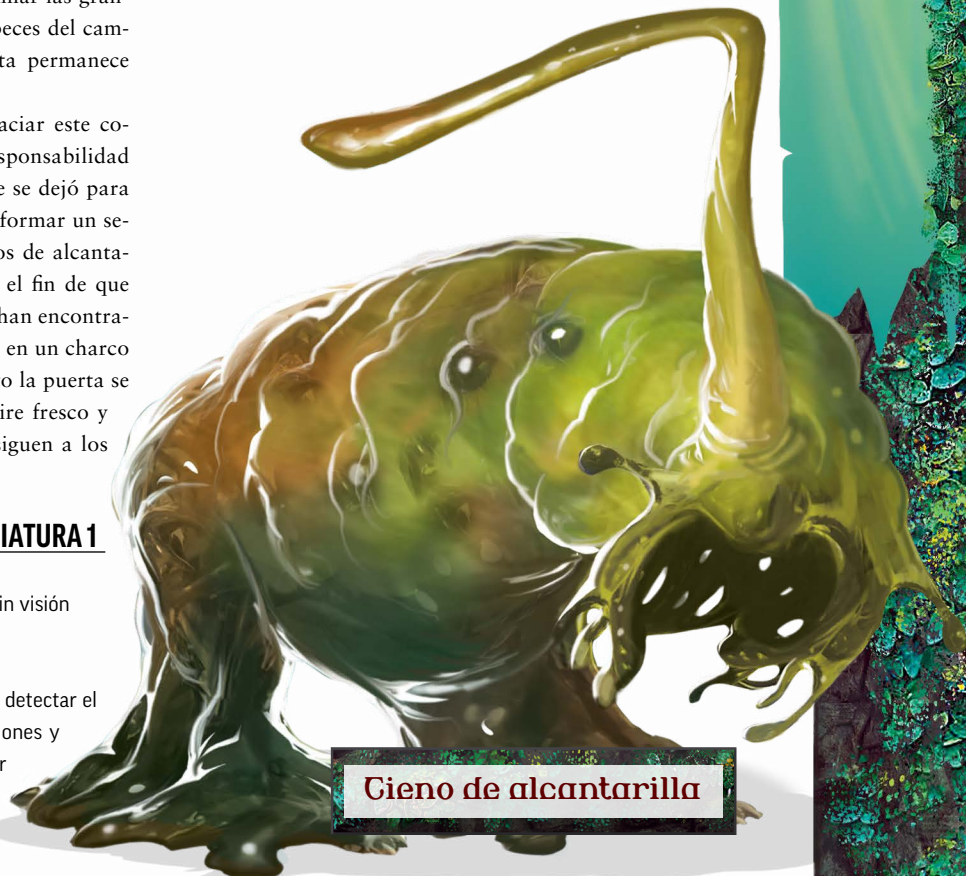 peces del cam-
ta permanece
aciar este co-
sponsabilidad
e se dejó para
formar un se-
os de alcanta-
el fin de que
han encontra-
en un charco
o la puerta se
ire fresco y
siguen a los
IATURA 1
in visión
detectar el
ones y
r
Cieno de alcantarilla